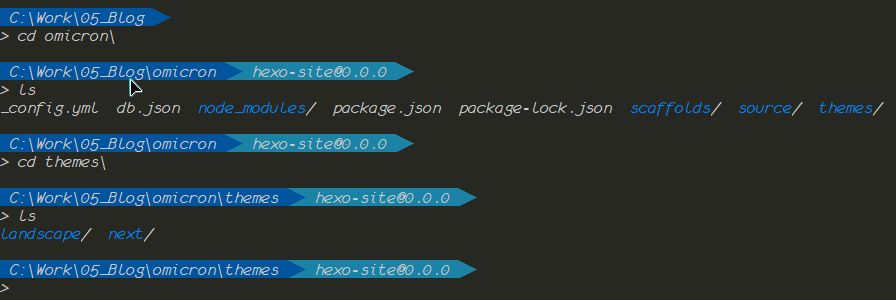 C:\Work\05_Blog
> cd omicron\
C:\Work\05_Blog\omicron hexo-site@0.0.0
> ls
_config.yml db.json node_modules/ package.json package-lock.json scaffolds/ source/ themes/
C:\Work\05_Blog\omicron hexo-site@0.0.0
> cd themes\
C:\Work\05_Blog\omicron\themes hexo-site@0.0.0
> ls
landscape/ next/
C:\Work\05_Blog\omicron\themes hexo-site@0.0.0
>